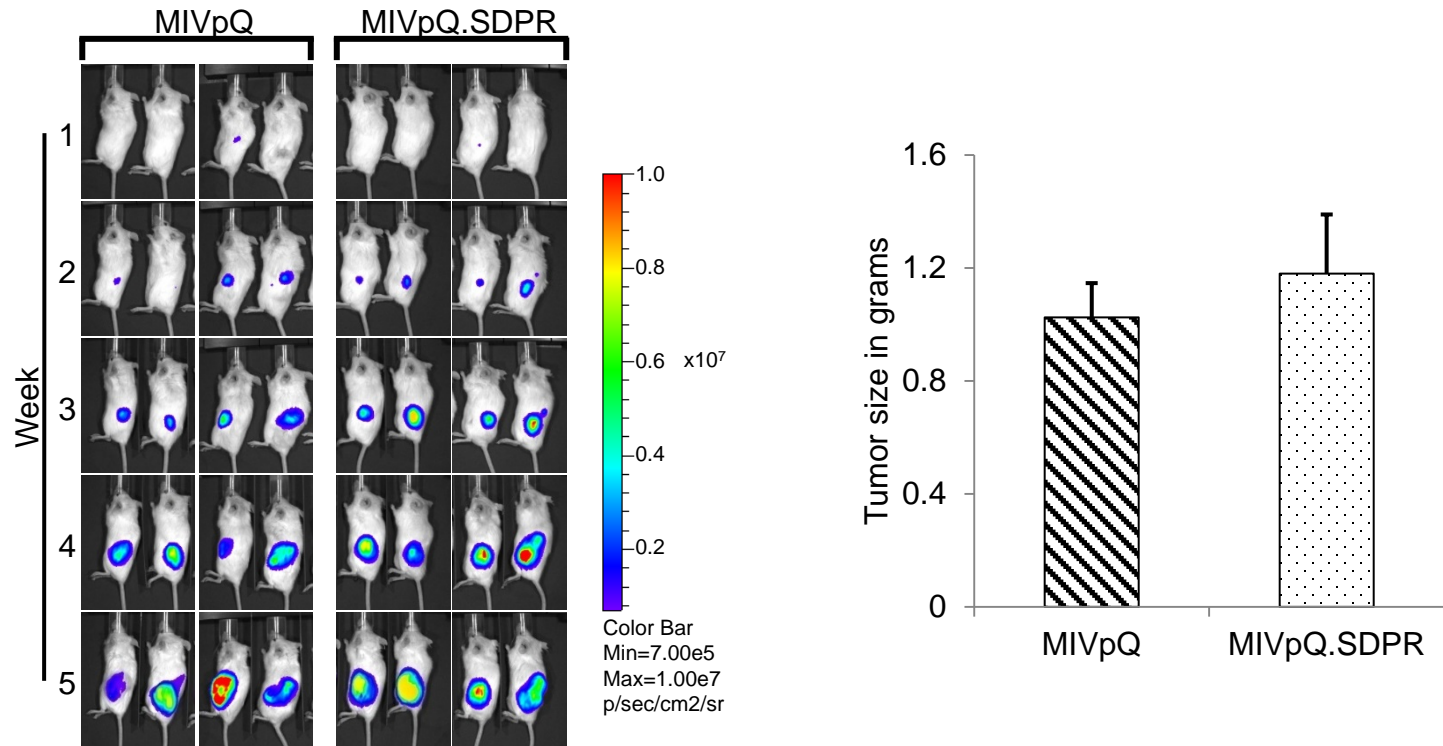 MIVpQ
MIVpQ.SDPR
Week
1
2
3
4
5
1.0
0.8
0.6
x10⁷
0.4
0.2
Color Bar
Min=7.00e5
Max=1.00e7
p/sec/cm2/sr
Tumor size in grams
1.6
1.2
0.8
0.4
0
MIVpQ
MIVpQ.SDPR